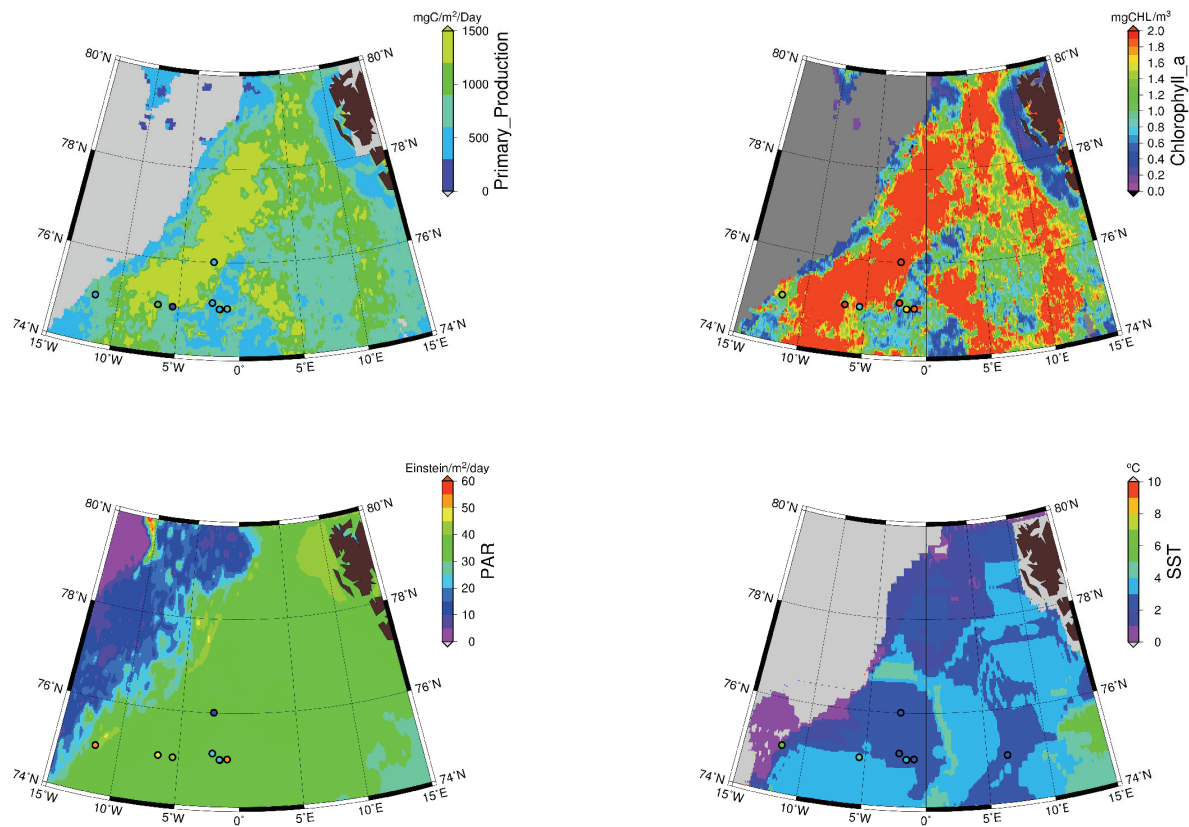 mgC/m²/Day
1500
1000
500
0
Primary_Production
80˚N
78˚N
76˚N
74˚N
15˚W
10˚W
5˚W
0˚
5˚E
10˚E
15˚E
74˚N
76˚N
78˚N
80˚N
mgCHL/m³
2.0
1.8
1.6
1.4
1.2
1.0
0.8
0.6
0.4
0.2
0.0
Chlorophyll_a
80˚N
78˚N
76˚N
74˚N
15˚W
10˚W
5˚W
0˚
5˚E
10˚E
15˚E
74˚N
76˚N
78˚N
80˚N
Einstein/m²/day
60
50
40
30
20
10
0
PAR
80˚N
78˚N
76˚N
74˚N
15˚W
10˚W
5˚W
0˚
5˚E
10˚E
15˚E
74˚N
76˚N
78˚N
80˚N
ºC
10
8
6
4
2
0
SST
80˚N
78˚N
76˚N
74˚N
15˚W
10˚W
5˚W
0˚
5˚E
10˚E
15˚E
74˚N
76˚N
78˚N
80˚N